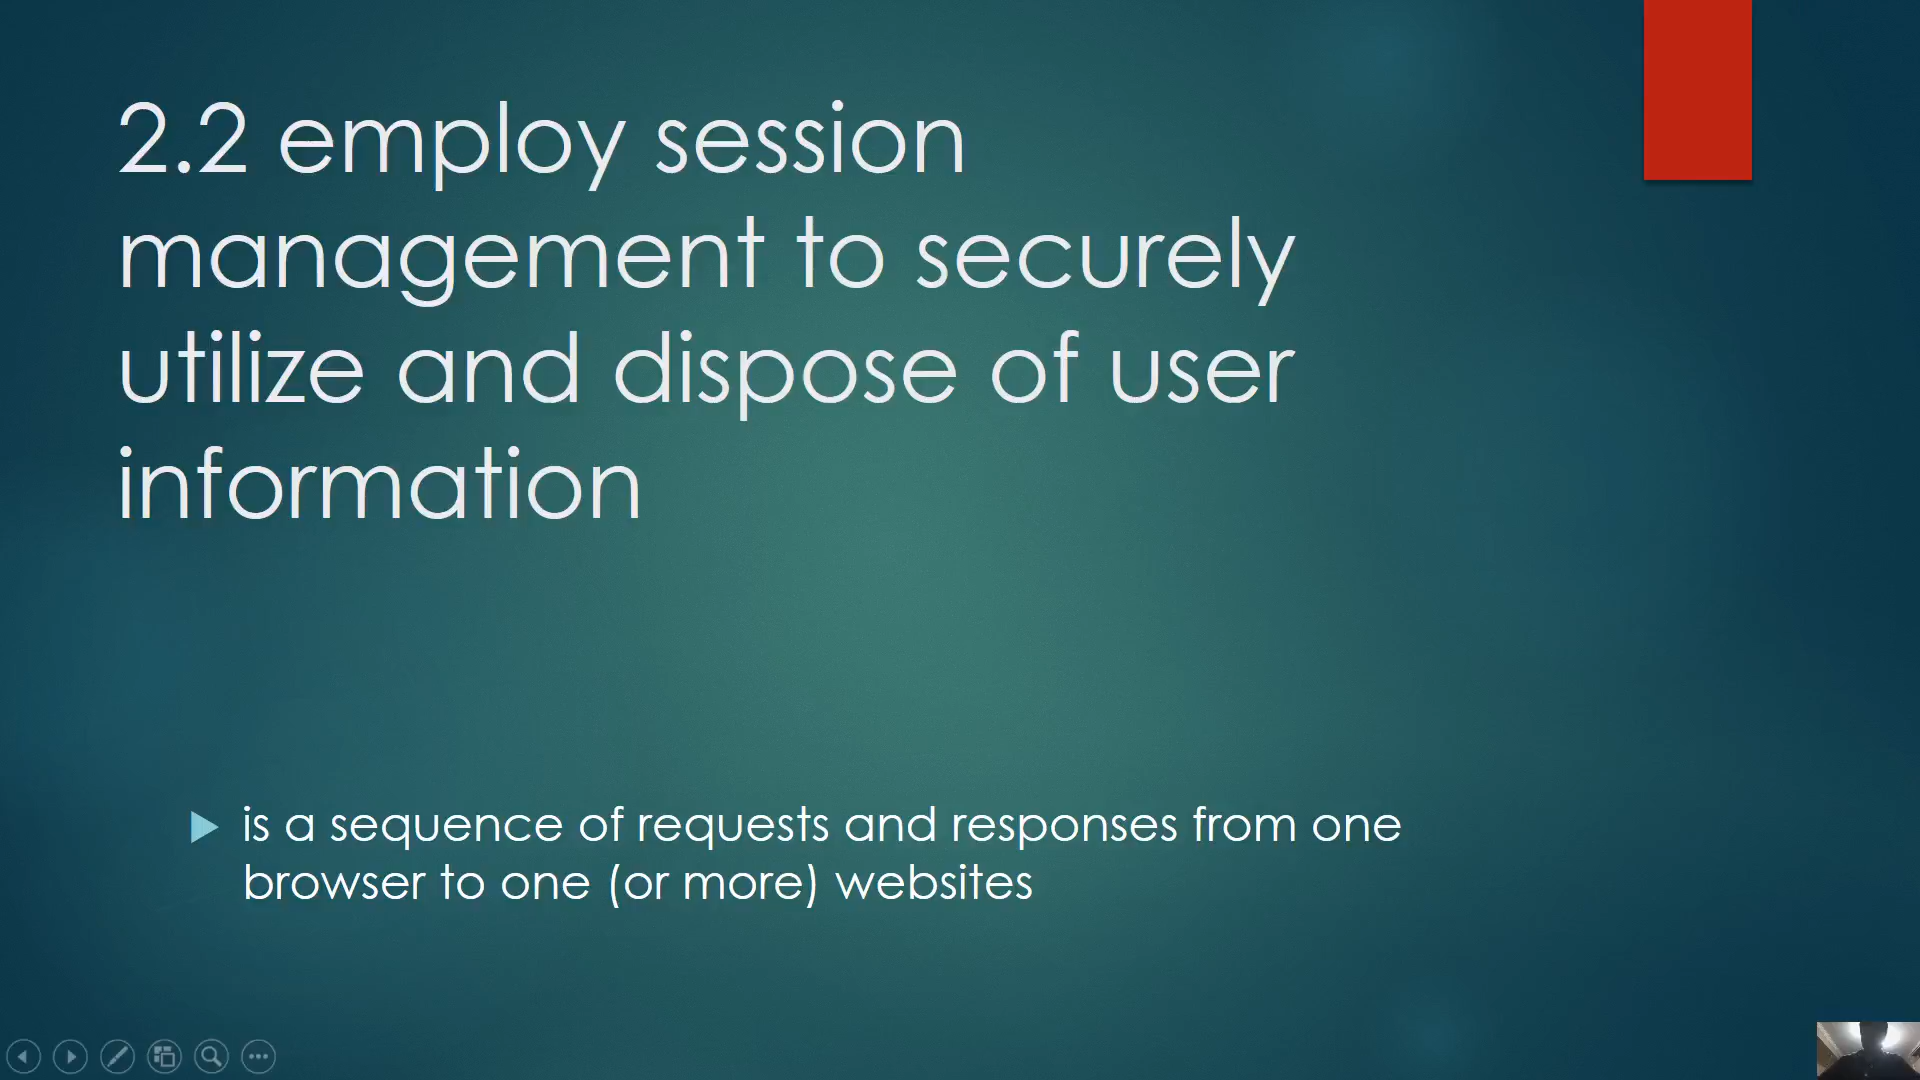 2.2 employ session
management to securely
utilize and dispose of user
information
is a sequence of requests and responses from one
browser to one (or more) websites